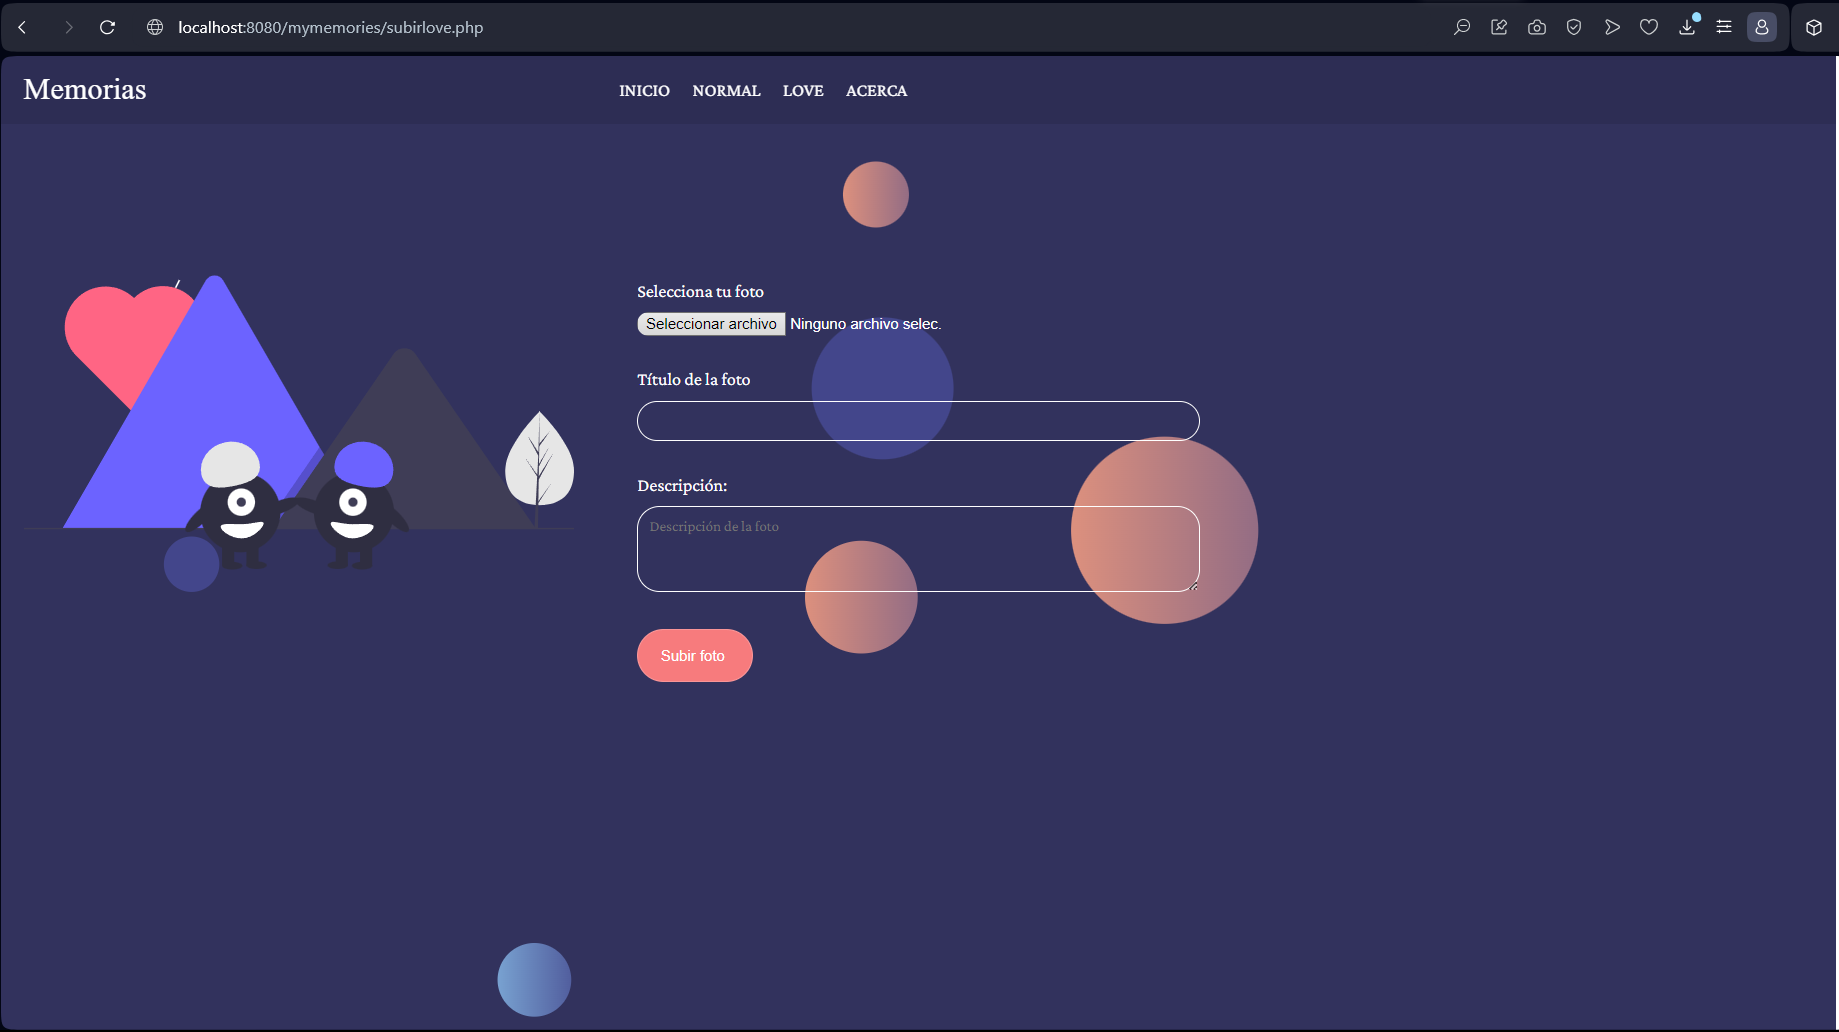 localhost:8080/mymemories/subirlove.php
Memorias
INICIO NORMAL LOVE ACERCA
Selecciona tu foto
Seleccionar archivo Ninguno archivo selec.
Título de la foto
Descripción:
Descripción de la foto
Subir foto